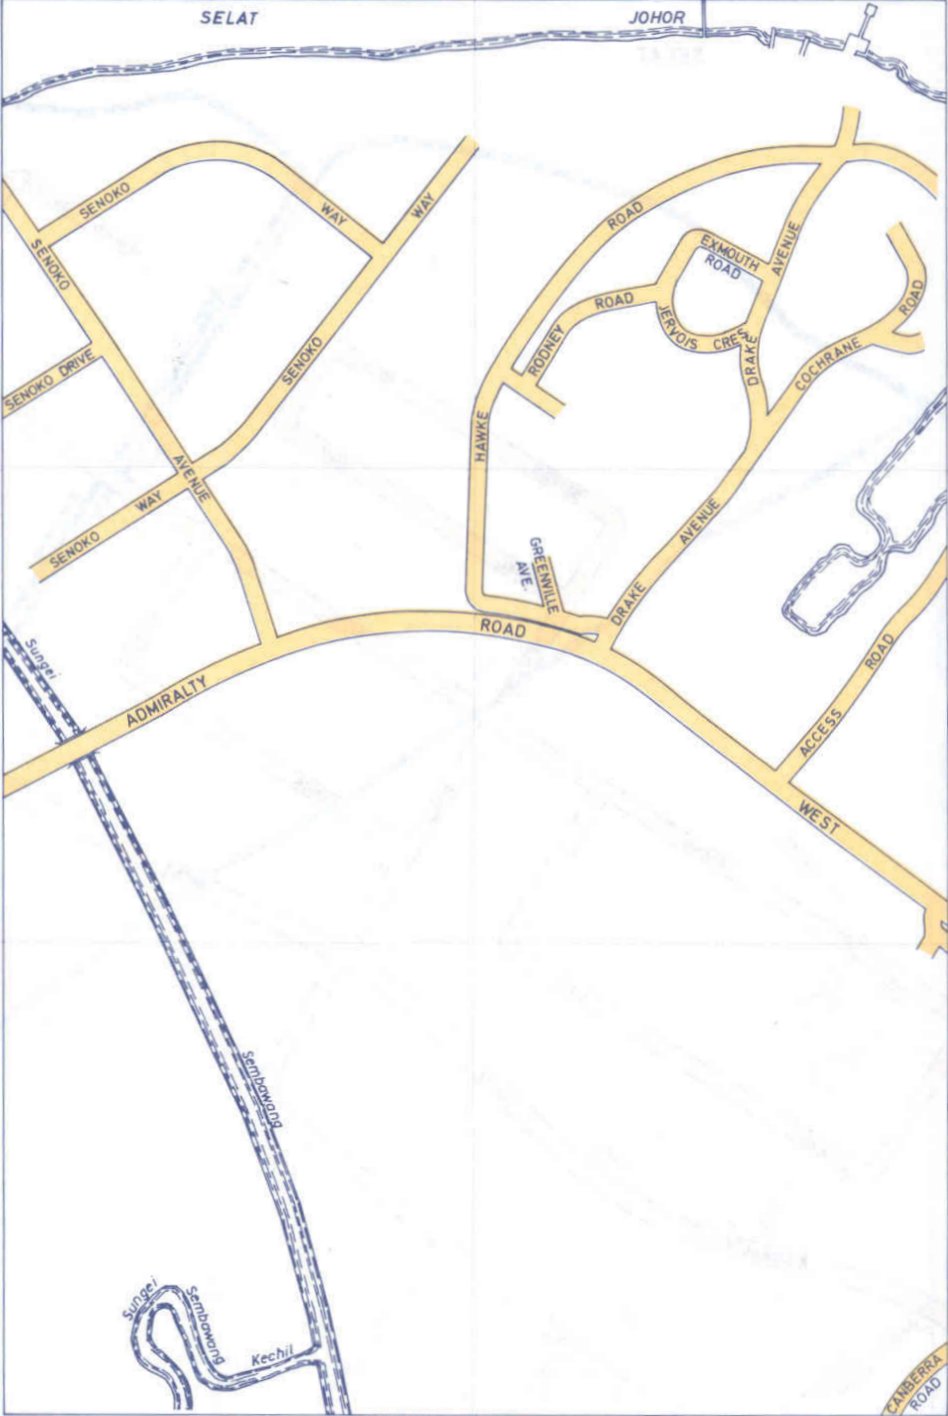 SELAT JOHOR
SENOKO WAY
WAY
ROAD
SENOKO
EXMOUTH
ROAD
AVENUE
ROAD
ROAD
RODNEY
JERVOIS CRES
DRAKE
COCHRANE
SENOKO DRIVE
SENOKO
HAWKE
AVENUE
SENOKO WAY
AVENUE
GREENVILLE
AVE.
DRAKE
ROAD
ROAD
Sungei
ADMIRALTY
ACCESS
WEST
Sembawang
Sungei
Sembawang
Kechil
CANBERRA
ROAD